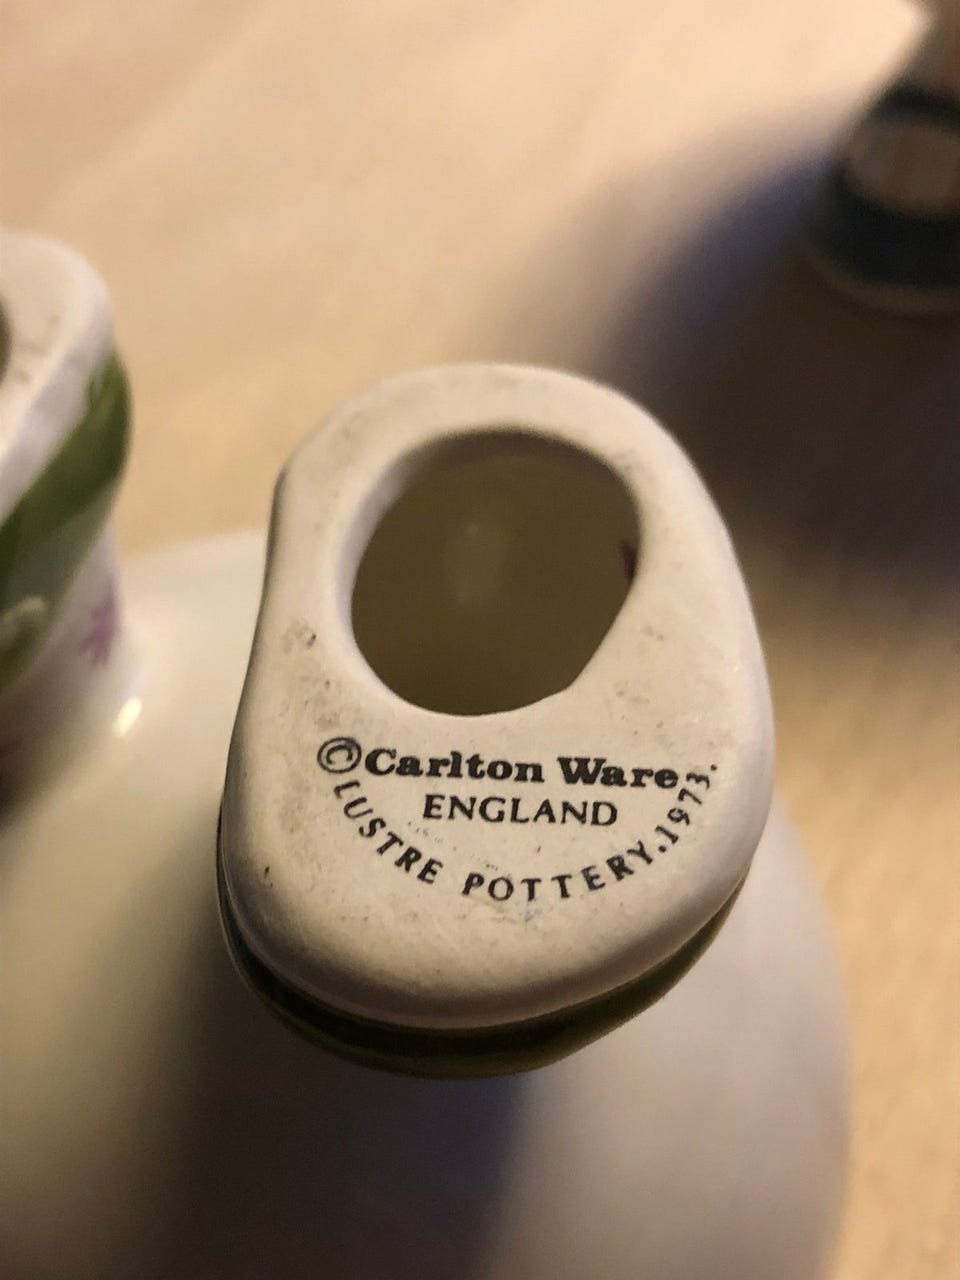 ©Carlton Ware
ENGLAND
LUSTRE POTTERY.1973.